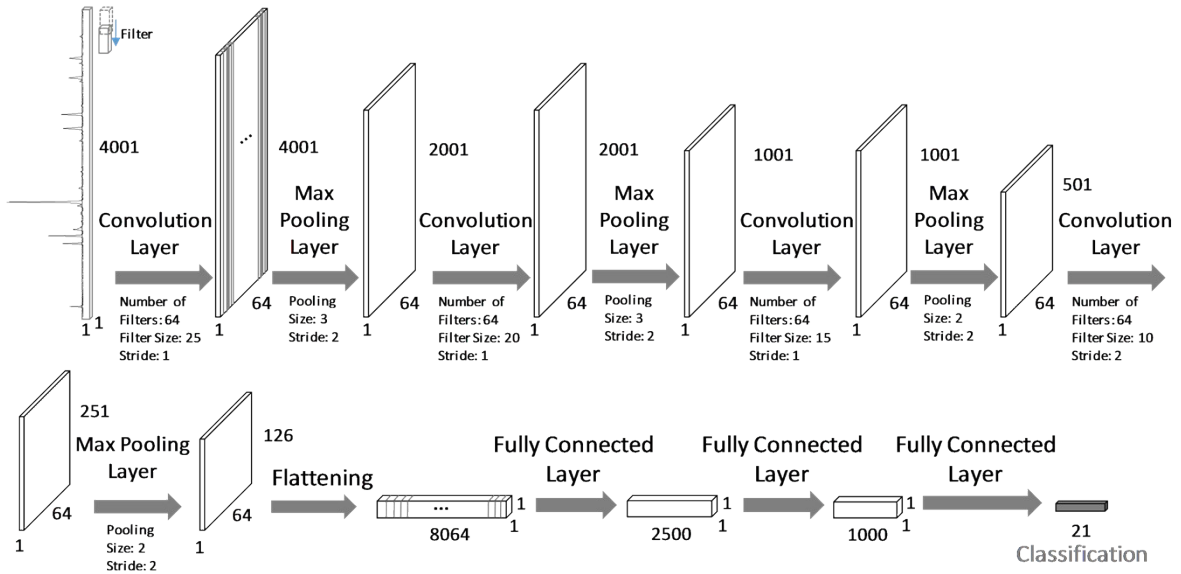 Filter
4001
Convolution
Layer
Number of
Filters: 64
Filter Size: 25
Stride: 1
1
1
4001
Max
Pooling
Layer
Pooling
Size: 3
Stride: 2
64
1
2001
Convolution
Layer
Number of
Filters: 64
Filter Size: 20
Stride: 1
64
1
2001
Max
Pooling
Layer
Pooling
Size: 3
Stride: 2
64
1
1001
Convolution
Layer
Number of
Filters: 64
Filter Size: 15
Stride: 1
64
1
1001
Max
Pooling
Layer
Pooling
Size: 2
Stride: 2
64
1
501
Convolution
Layer
Number of
Filters: 64
Filter Size: 10
Stride: 2
64
1
251
Max Pooling
Layer
Pooling
Size: 2
Stride: 2
64
1
126
Flattening
64
1
...
8064
1
1
Fully Connected
Layer
2500
1
1
Fully Connected
Layer
1000
1
1
Fully Connected
Layer
21
Classification